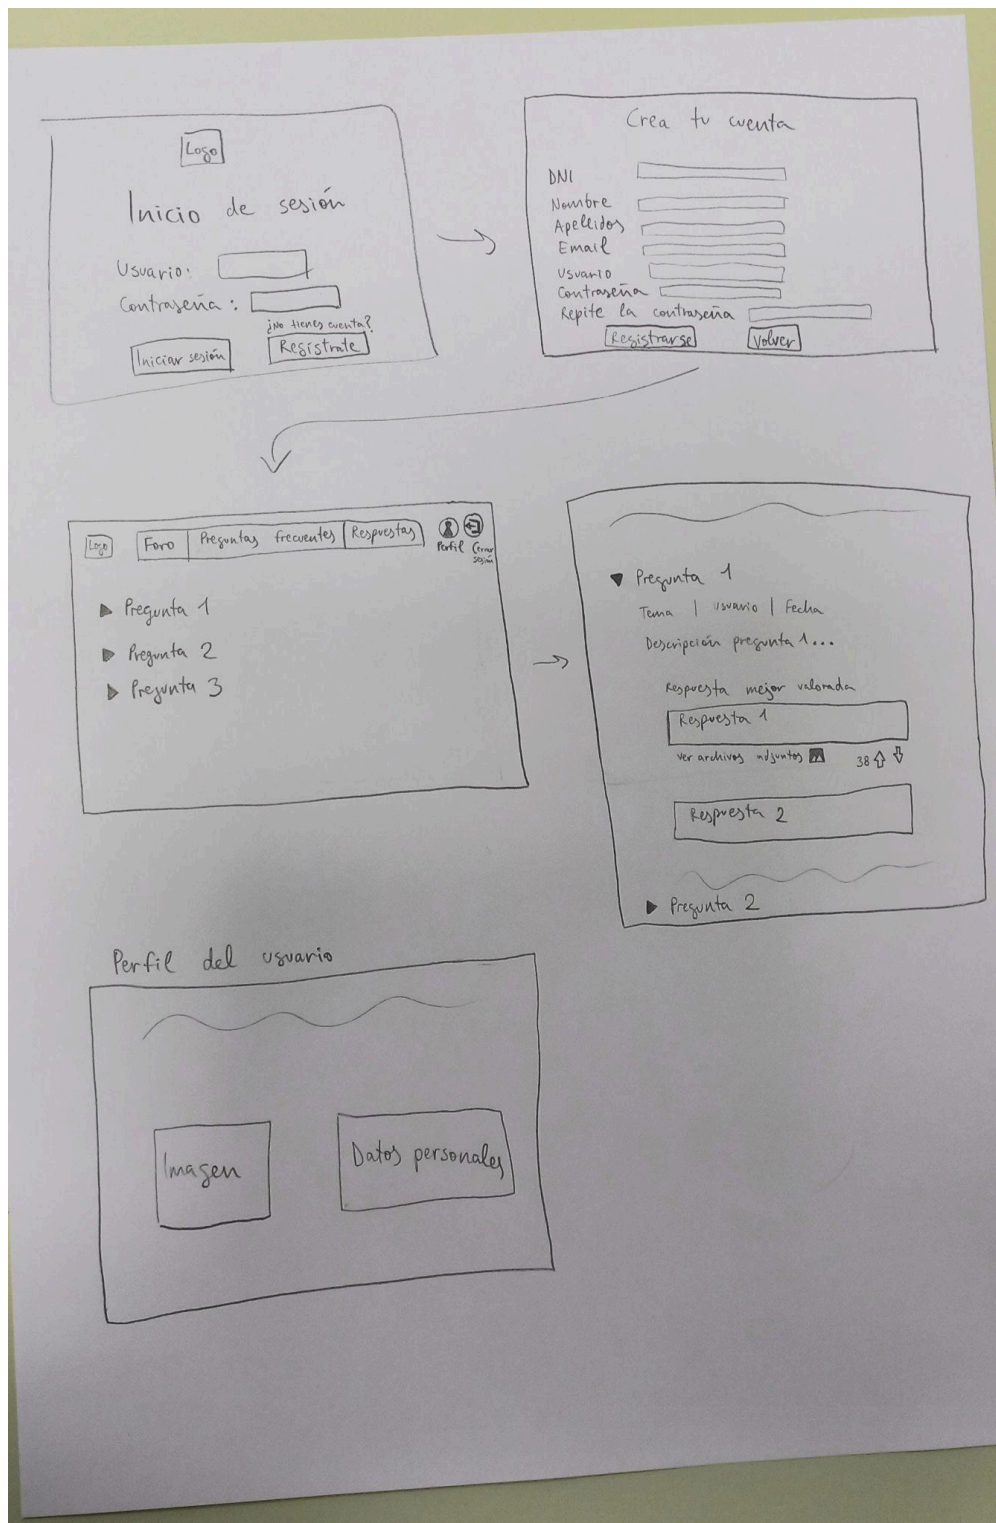 Logo
Inicio de sesión
Usuario:
Contraseña:
¿No tienes cuenta?
Iniciar sesión
Registrate
Crea tu cuenta
DNI
Nombre
Apellidos
Email
Usuario
Contraseña
Repite la contraseña
Registrarse Volver
Logo Foro Preguntas frecuentes Respuestas
Perfil Cerrar
sesión
Pregunta 1
Pregunta 2
Pregunta 3
Pregunta 1
Tema | usuario | Fecha
Descripción pregunta 1...
Respuesta mejor valorada
Respuesta 1
ver archivos adjuntos 38
Respuesta 2
Pregunta 2
Perfil del usuario
Imagen
Datos personales